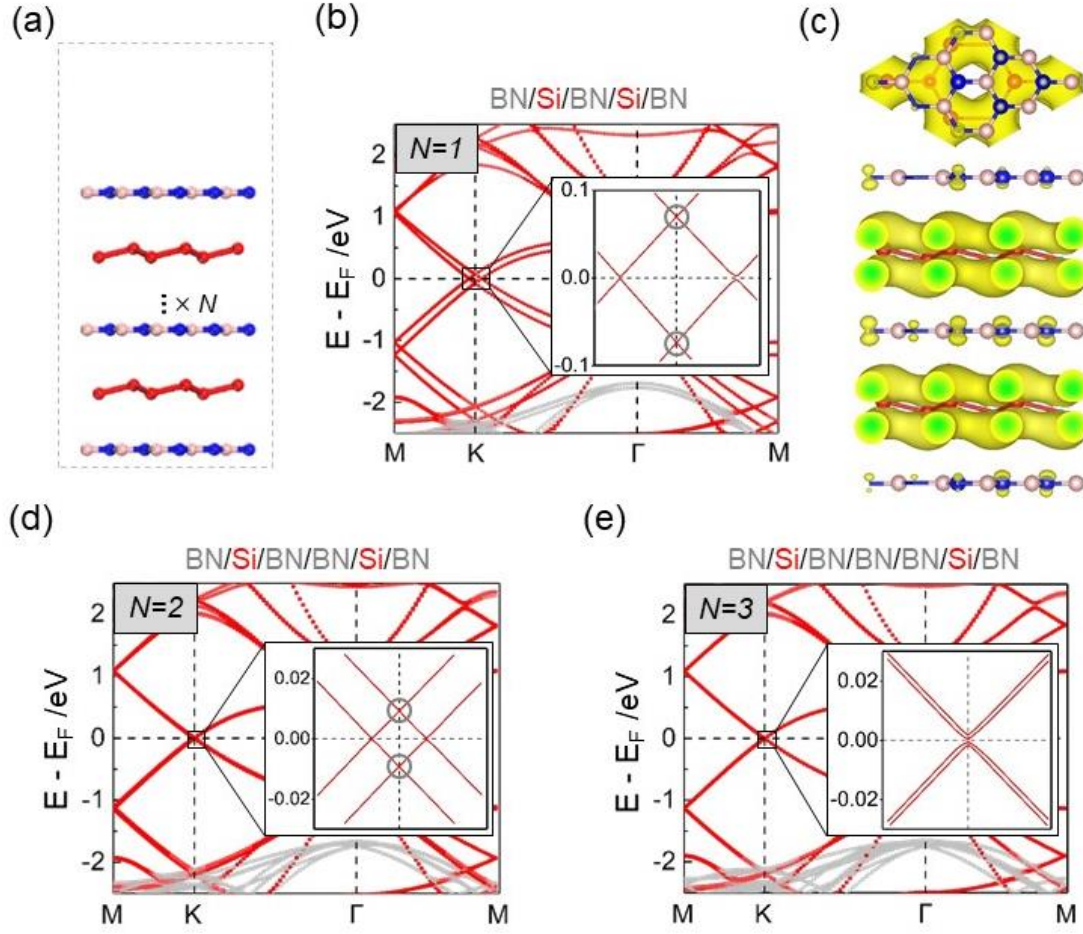 (a)
⋮ × N
(b)
BN/Si/BN/Si/BN
N=1
E - E_F /eV
2
1
0
-1
-2
0.1
0.0
-0.1
M K Γ M
(c)
(d)
BN/Si/BN/BN/Si/BN
N=2
E - E_F /eV
2
1
0
-1
-2
0.02
0.00
-0.02
M K Γ M
(e)
BN/Si/BN/BN/BN/Si/BN
N=3
E - E_F /eV
2
1
0
-1
-2
0.02
0.00
-0.02
M K Γ M